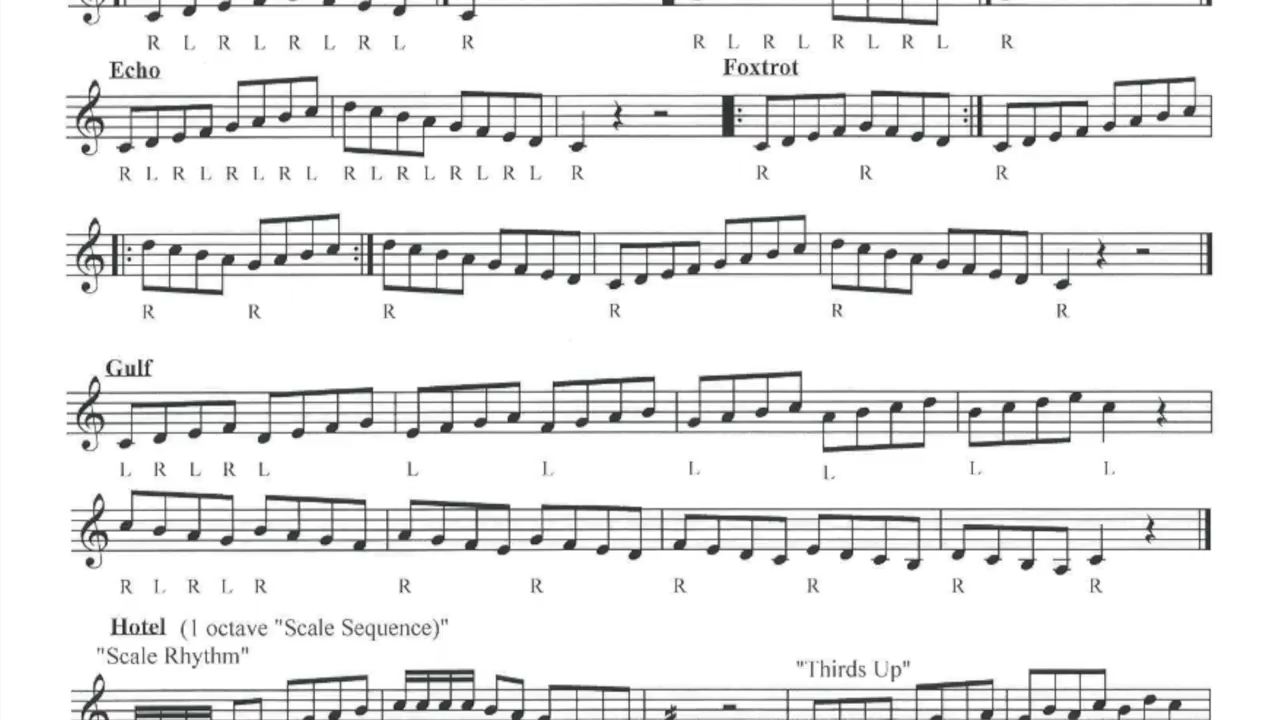 R L R L R L R L R R L R L R L R L R
Echo Foxtrot
R L R L R L R L R L R L R L R L R R R R
R R R R R R
Gulf
L R L R L L L L L L L
R L R L R R R R R R R
Hotel (1 octave "Scale Sequence)"
"Scale Rhythm"
"Thirds Up"